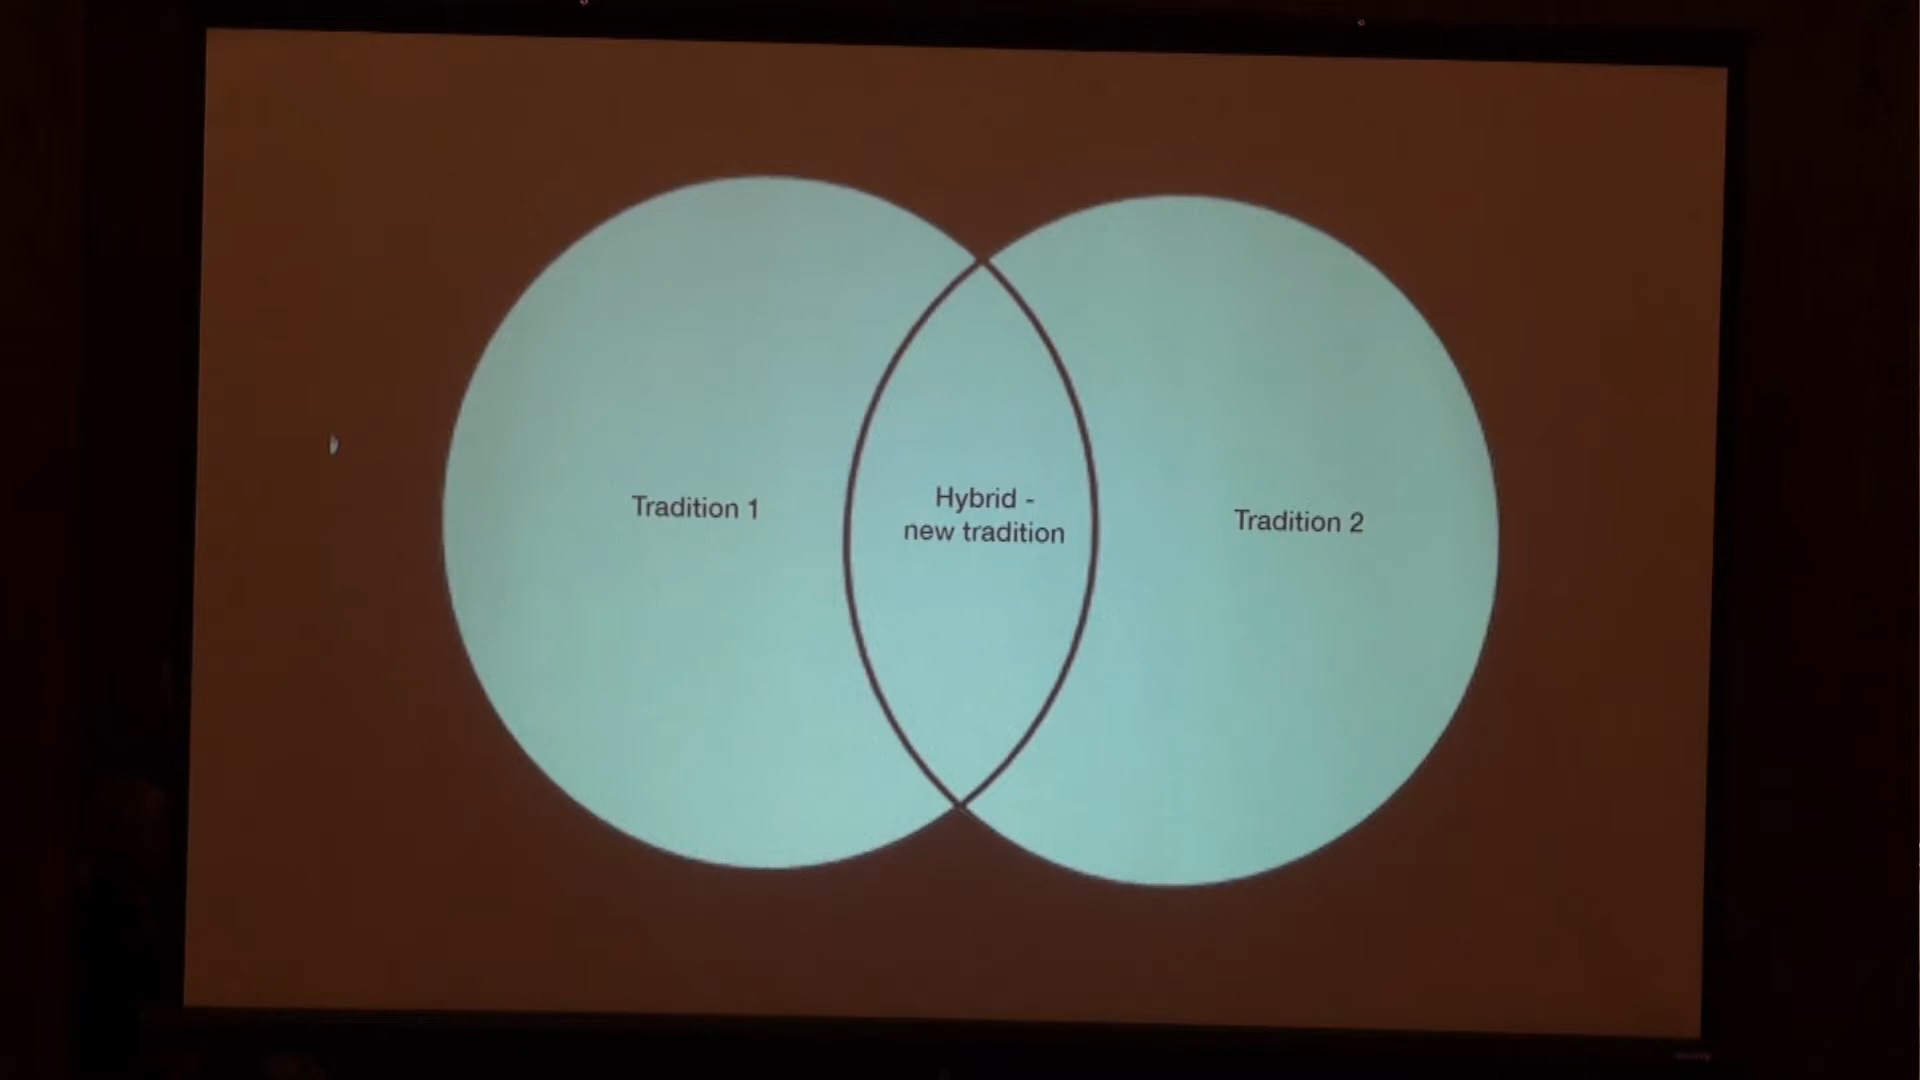 Tradition 1
Hybrid -
new tradition
Tradition 2